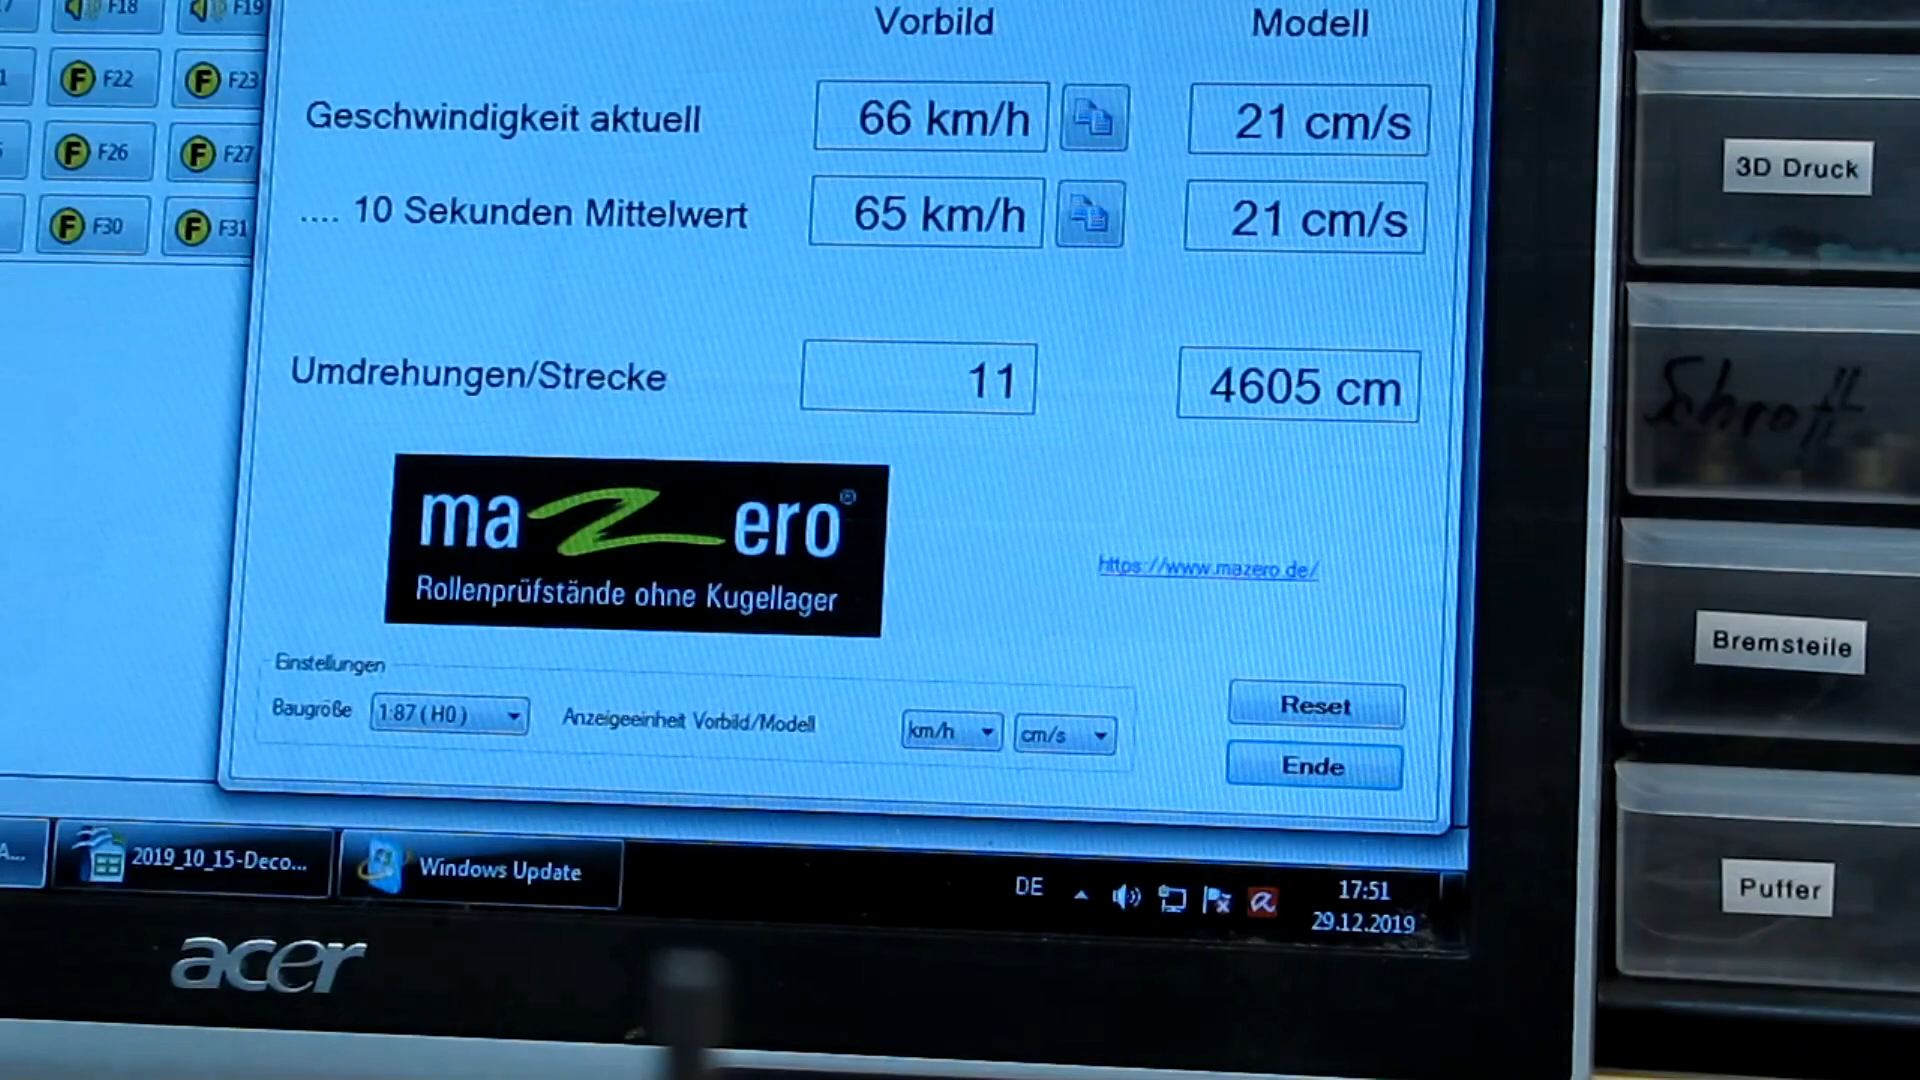 F18
F19
Vorbild
Modell
F22
F23
Geschwindigkeit aktuell
66 km/h
21 cm/s
F26
F27
.... 10 Sekunden Mittelwert
65 km/h
21 cm/s
F30
F31
Umdrehungen/Strecke
11
4605 cm
mazero®
Rollenprüfstände ohne Kugellager
https://www.mazero.de/
Einstellungen
Baugröße
1:87 (H0)
Anzeigeeinheit Vorbild/Modell
km/h
cm/s
Reset
Ende
A...
2019_10_15-Deco...
Windows Update
DE
17:51
29.12.2019
acer
3D Druck
Schrott
Bremsteile
Puffer